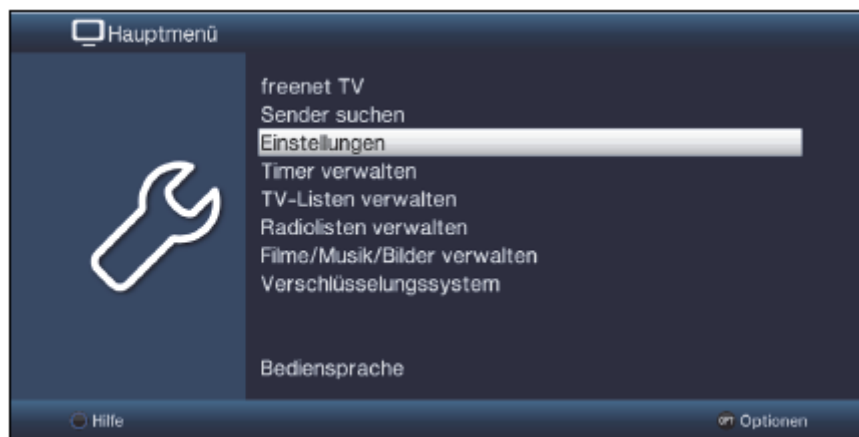 Hauptmenü
freenet TV
Sender suchen
Einstellungen
Timer verwalten
TV-Listen verwalten
Radiolisten verwalten
Filme/Musik/Bilder verwalten
Verschlüsselungssystem
Bediensprache
Hilfe
OPT Optionen